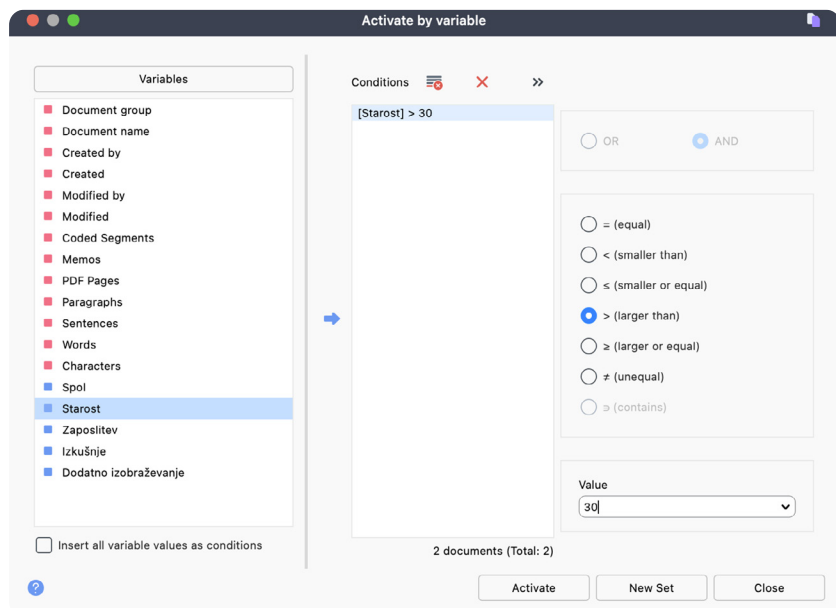 Activate by variable
Variables
Document group
Document name
Created by
Created
Modified by
Modified
Coded Segments
Memos
PDF Pages
Paragraphs
Sentences
Words
Characters
Spol
Starost
Zaposlitev
Izkušnje
Dodatno izobraževanje
Insert all variable values as conditions
Conditions
[Starost] > 30
2 documents (Total: 2)
OR
AND
= (equal)
< (smaller than)
≤ (smaller or equal)
> (larger than)
≥ (larger or equal)
≠ (unequal)
⊃ (contains)
Value
30
Activate
New Set
Close